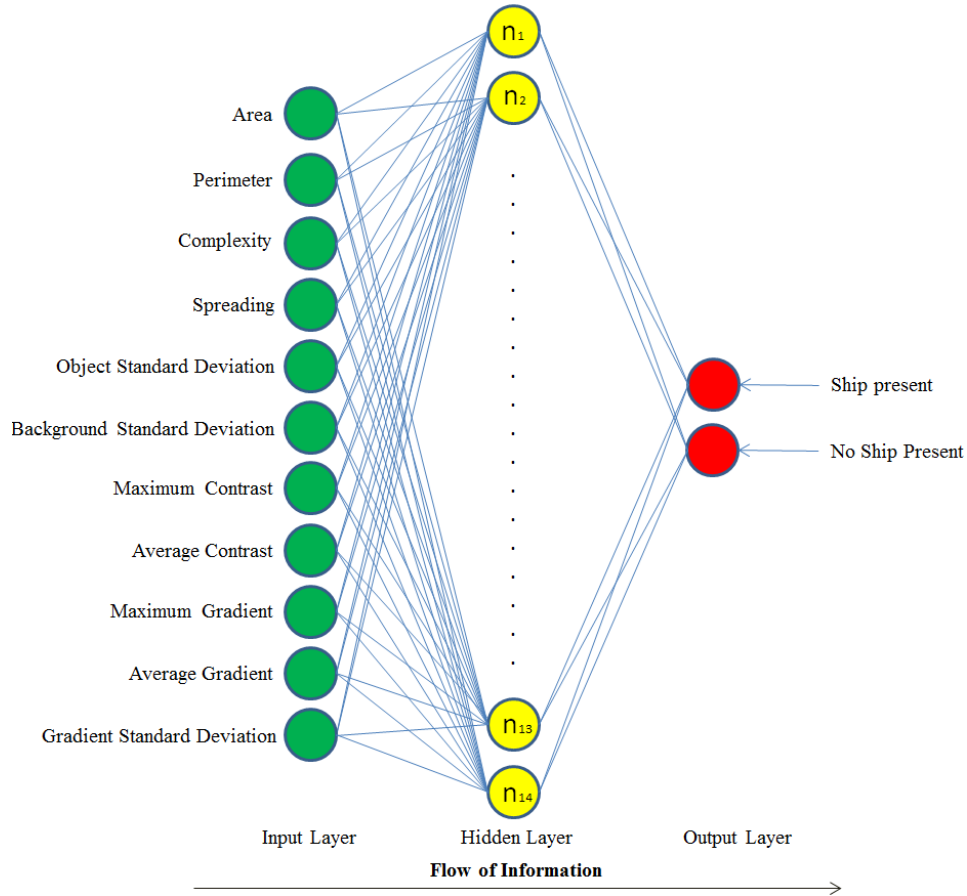 n1
n2
Area
Perimeter
Complexity
Spreading
Object Standard Deviation
Background Standard Deviation
Maximum Contrast
Average Contrast
Maximum Gradient
Average Gradient
Gradient Standard Deviation
n13
n14
Ship present
No Ship Present
Input Layer
Hidden Layer
Output Layer
Flow of Information